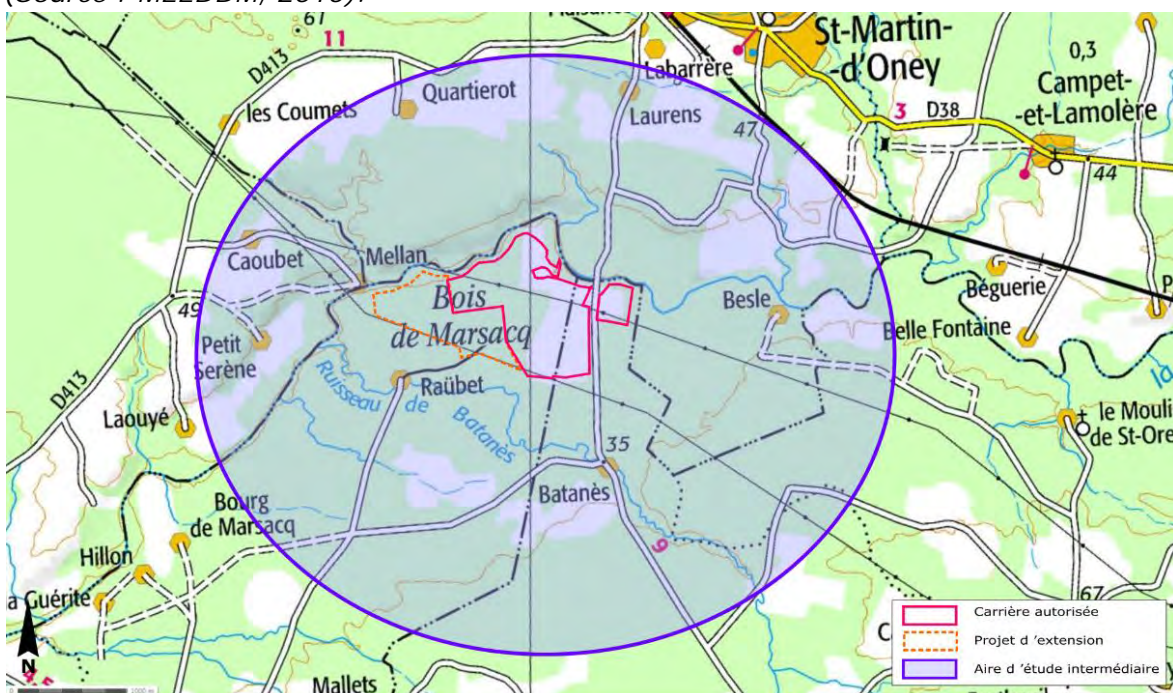 67
11
D413
Quartierot
les Coumets
Labarrère
Laurens
St-Martin-
-d'Oney
0,3
Campet-
-et-Lamolère
3
D38
47
44
Caoubet
Mellan
Bois
de Marsacq
49
Petit
Serène
Besle
Béguerie
Belle Fontaine
D413
Raübet
Ruisseau de Batanès
Laouyé
le Mouli
de St-Ore
35
Batanès
Bourg
de Marsacq
9
Hillon
a Guérite
67
Mallets
N
Carrière autorisée
Projet d 'extension
Aire d 'étude intermédiaire